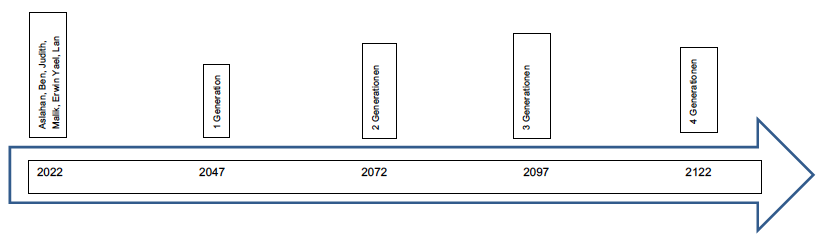 Aslahan, Ben, Judith,
Malik, Erwin Yael, Lan
1 Generation
2 Generationen
3 Generationen
4 Generationen
2022
2047
2072
2097
2122